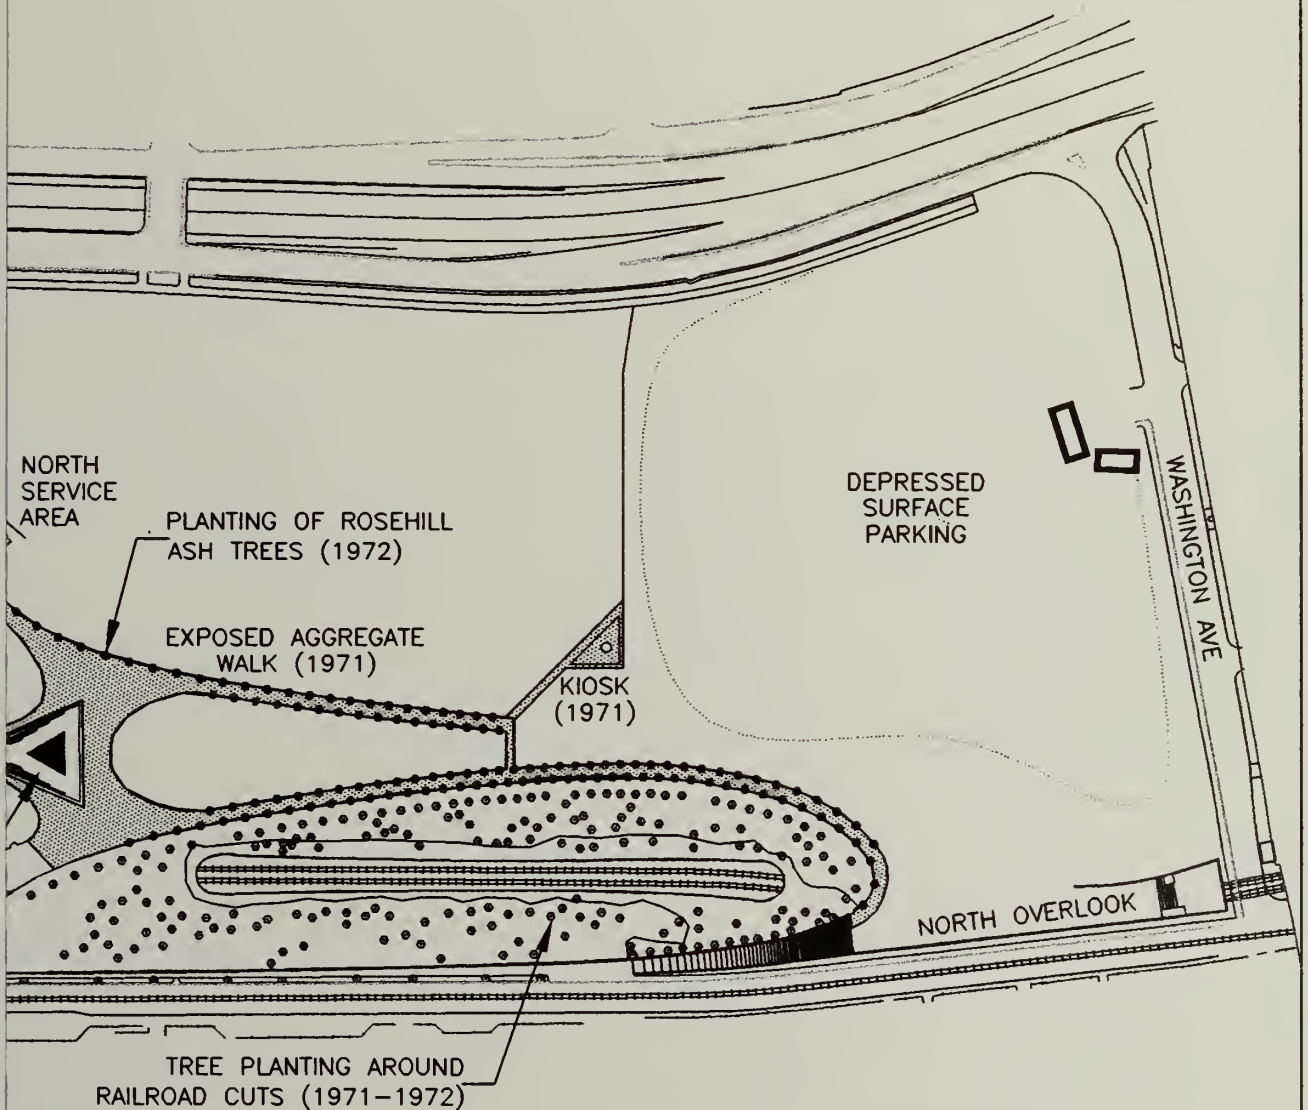 NORTH
SERVICE
AREA
PLANTING OF ROSEHILL
ASH TREES (1972)
EXPOSED AGGREGATE
WALK (1971)
KIOSK
(1971)
DEPRESSED
SURFACE
PARKING
WASHINGTON AVE
NORTH OVERLOOK
TREE PLANTING AROUND
RAILROAD CUTS (1971-1972)